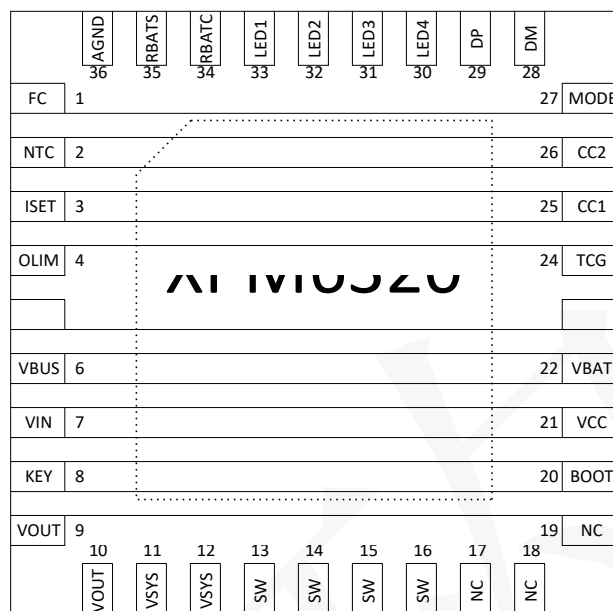 AGND RBATS RBATC LED1 LED2 LED3 LED4 DP DM
36 35 34 33 32 31 30 29 28
FC 1 27 MODE
NTC 2 26 CC2
ISET 3 25 CC1
OLIM 4 24 TCG
VBUS 6 22 VBAT
VIN 7 21 VCC
KEY 8 20 BOOT
VOUT 9 19 NC
10 11 12 13 14 15 16 17 18
VOUT VSYS VSYS SW SW SW SW NC NC